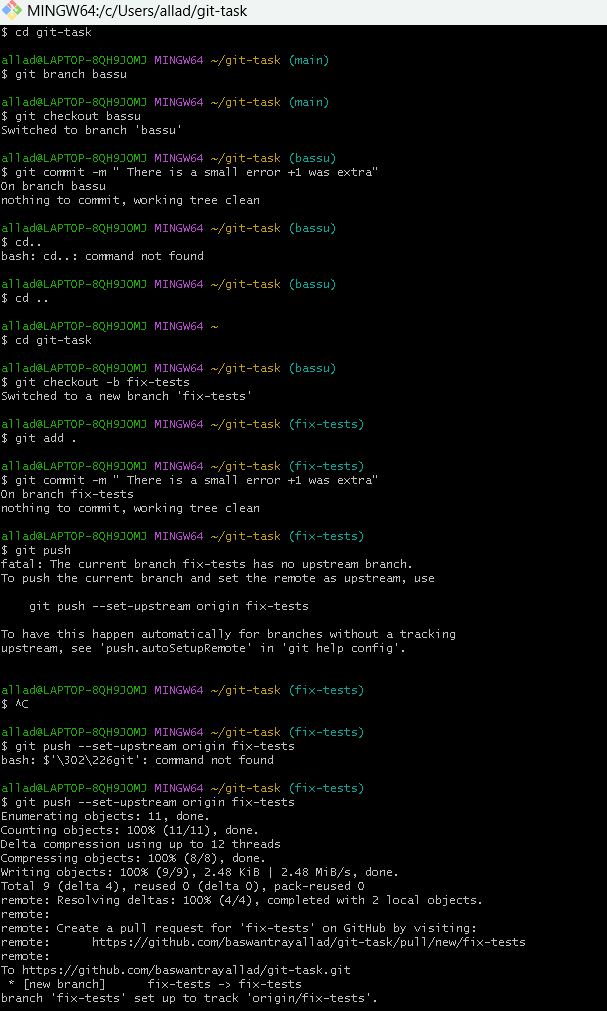 MINGW64:/c/Users/allad/git-task
$ cd git-task
allad@LAPTOP-8QH9JOMJ MINGW64 ~/git-task (main)
$ git branch bassu
allad@LAPTOP-8QH9JOMJ MINGW64 ~/git-task (main)
$ git checkout bassu
Switched to branch 'bassu'
allad@LAPTOP-8QH9JOMJ MINGW64 ~/git-task (bassu)
$ git commit -m " There is a small error +1 was extra"
On branch bassu
nothing to commit, working tree clean
allad@LAPTOP-8QH9JOMJ MINGW64 ~/git-task (bassu)
$ cd..
bash: cd..: command not found
allad@LAPTOP-8QH9JOMJ MINGW64 ~/git-task (bassu)
$ cd ..
allad@LAPTOP-8QH9JOMJ MINGW64 ~
$ cd git-task
allad@LAPTOP-8QH9JOMJ MINGW64 ~/git-task (bassu)
$ git checkout -b fix-tests
Switched to a new branch 'fix-tests'
allad@LAPTOP-8QH9JOMJ MINGW64 ~/git-task (fix-tests)
$ git add .
allad@LAPTOP-8QH9JOMJ MINGW64 ~/git-task (fix-tests)
$ git commit -m " There is a small error +1 was extra"
On branch fix-tests
nothing to commit, working tree clean
allad@LAPTOP-8QH9JOMJ MINGW64 ~/git-task (fix-tests)
$ git push
fatal: The current branch fix-tests has no upstream branch.
To push the current branch and set the remote as upstream, use
git push --set-upstream origin fix-tests
To have this happen automatically for branches without a tracking
upstream, see 'push.autoSetupRemote' in 'git help config'.
allad@LAPTOP-8QH9JOMJ MINGW64 ~/git-task (fix-tests)
$ ^C
allad@LAPTOP-8QH9JOMJ MINGW64 ~/git-task (fix-tests)
$ git push --set-upstream origin fix-tests
bash: $'\302\226git': command not found
allad@LAPTOP-8QH9JOMJ MINGW64 ~/git-task (fix-tests)
$ git push --set-upstream origin fix-tests
Enumerating objects: 11, done.
Counting objects: 100% (11/11), done.
Delta compression using up to 12 threads
Compressing objects: 100% (8/8), done.
Writing objects: 100% (9/9), 2.48 KiB | 2.48 MiB/s, done.
Total 9 (delta 4), reused 0 (delta 0), pack-reused 0
remote: Resolving deltas: 100% (4/4), completed with 2 local objects.
remote:
remote: Create a pull request for 'fix-tests' on GitHub by visiting:
remote:      https://github.com/baswantrayallad/git-task/pull/new/fix-tests
remote:
To https://github.com/baswantrayallad/git-task.git
* [new branch]      fix-tests -> fix-tests
branch 'fix-tests' set up to track 'origin/fix-tests'.